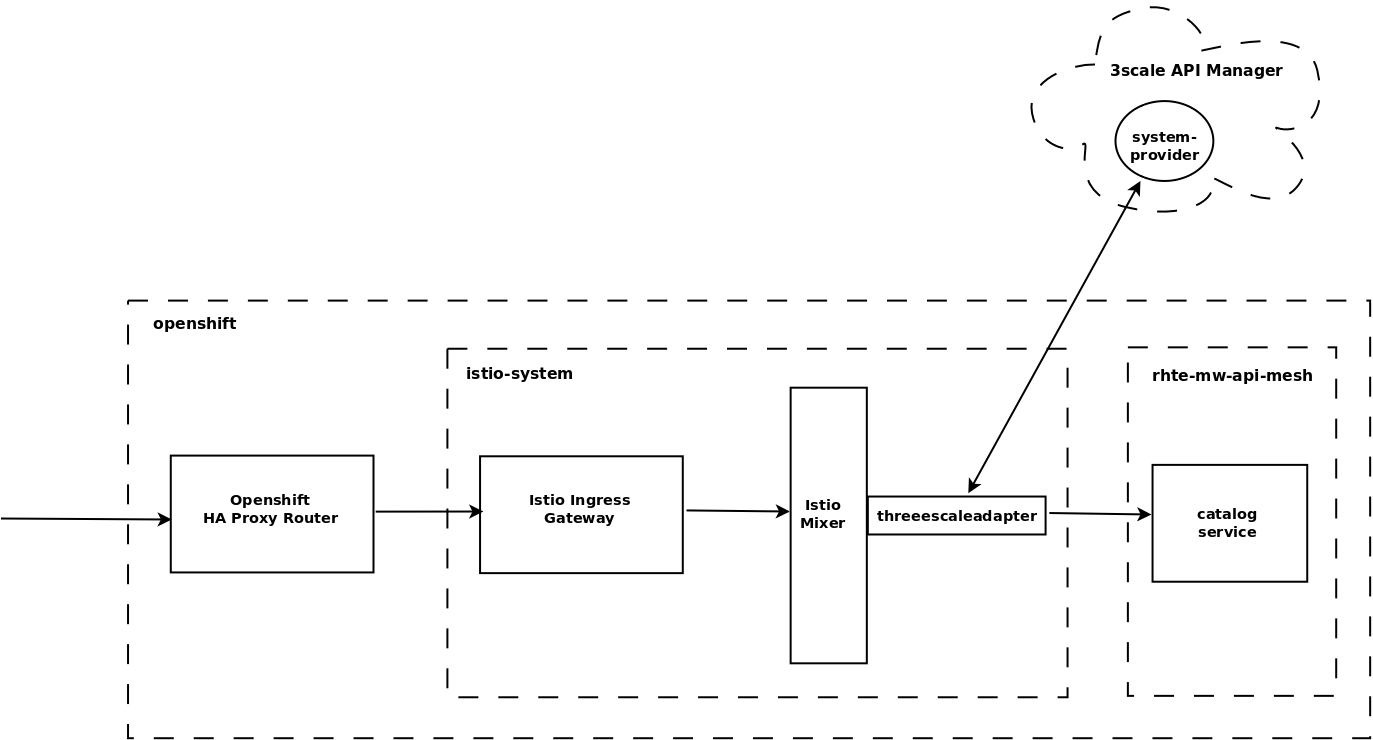 3scale API Manager
system-
provider
openshift
istio-system
rhte-mw-api-mesh
Openshift
HA Proxy Router
Istio Ingress
Gateway
Istio
Mixer
threeescaleadapter
catalog
service